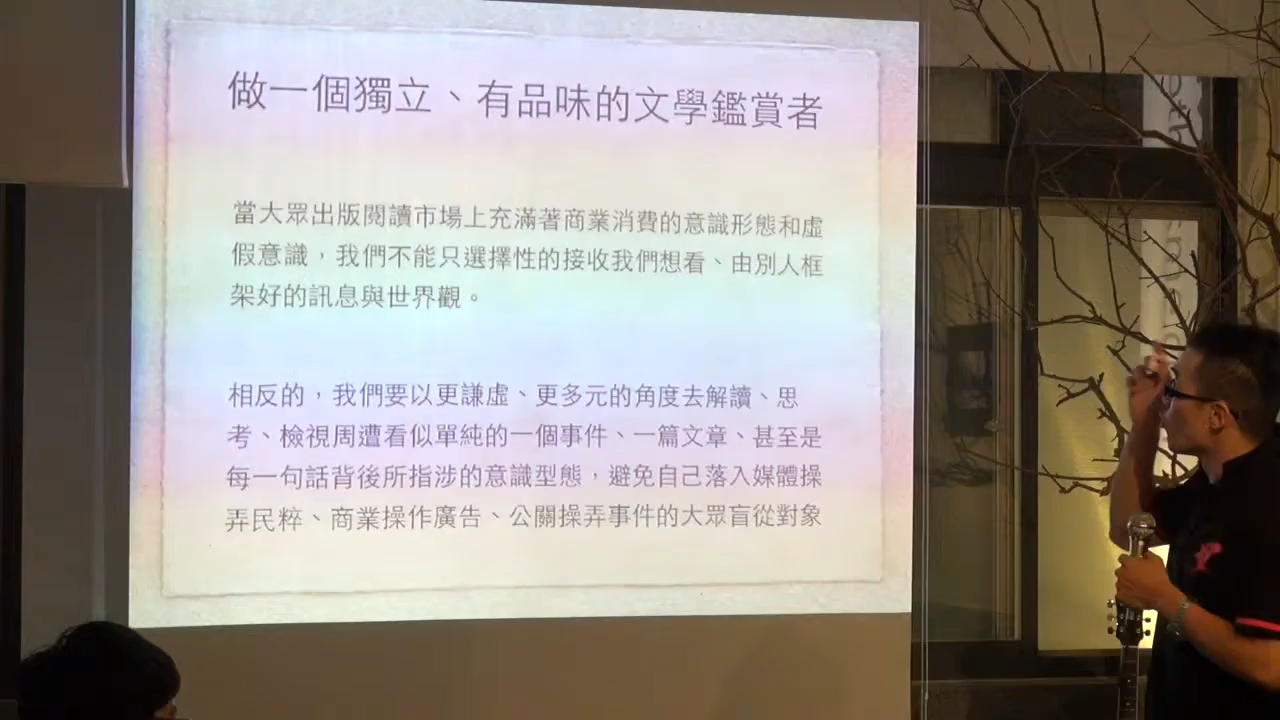 做一個獨立、有品味的文學鑑賞者
當大眾出版閱讀市場上充滿著商業消費的意識形態和虛
假意識，我們不能只選擇性的接收我們想看、由別人框
架好的訊息與世界觀。
相反的，我們要以更謙虛、更多元的角度去解讀、思
考、檢視周遭看似單純的一個事件、一篇文章、甚至是
每一句話背後所指涉的意識型態，避免自己落入媒體操
弄民粹、商業操作廣告、公關操弄事件的大眾盲從對象